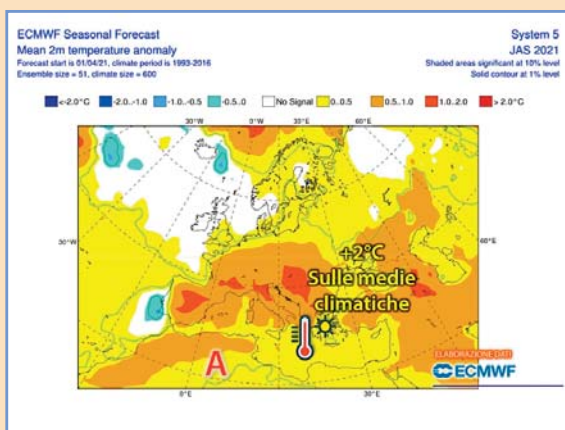 ECMWF Seasonal Forecast
System 5
Mean 2m temperature anomaly
JAS 2021
Forecast start is 01/04/21, climate period is 1993-2016
Shaded areas significant at 10% level
Ensemble size = 51, climate size = 600
Solid contour at 1% level
<-2.0°C
-2.0..-1.0
-1.0..-0.5
-0.5..0
No Signal
0..0.5
0.5..1.0
1.0..2.0
> 2.0°C
30°W
0°W
0°E
30°E
30°W
60°E
+2°C
Sulle medie
climatiche
A
ELABORAZIONE DATI
ECMWF
0°E
30°E